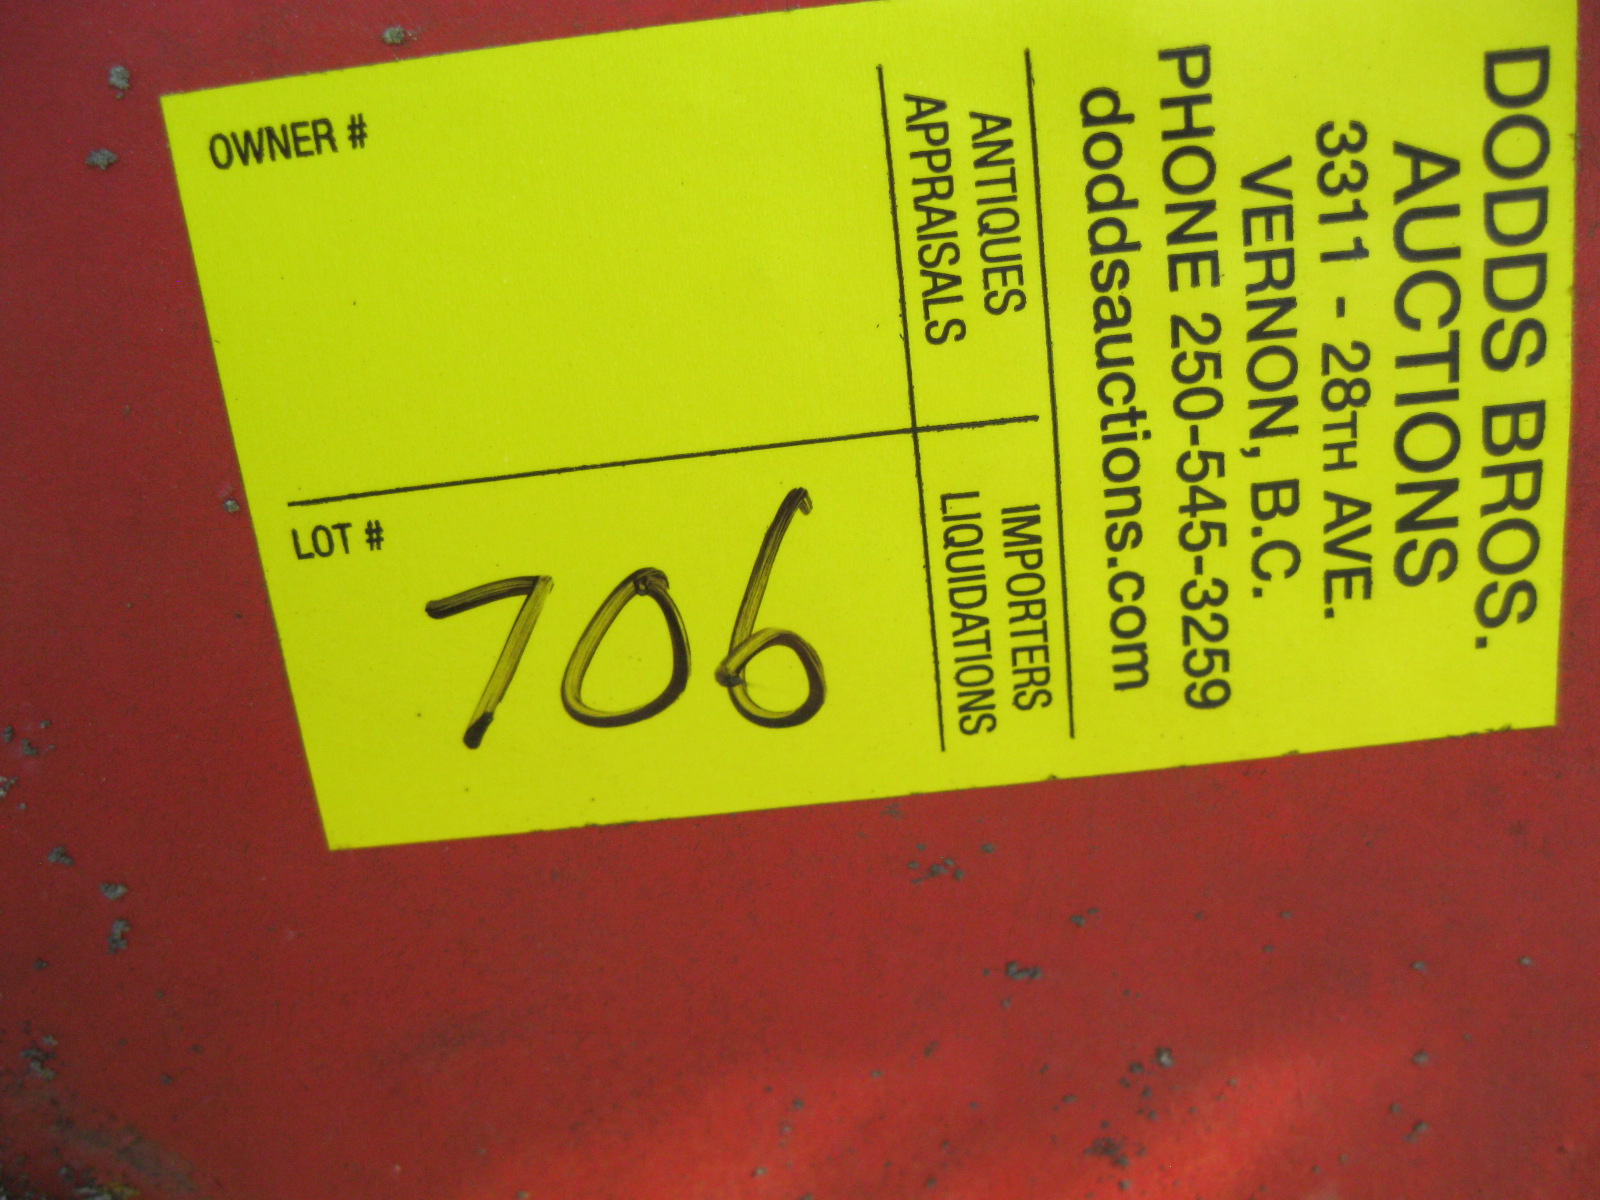 DODDS BROS.
AUCTIONS
3311 - 28TH AVE.
VERNON, B.C.
PHONE 250-545-3259
doddsauctions.com
ANTIQUES IMPORTERS
APPRAISALS LIQUIDATIONS
OWNER #
LOT #
706